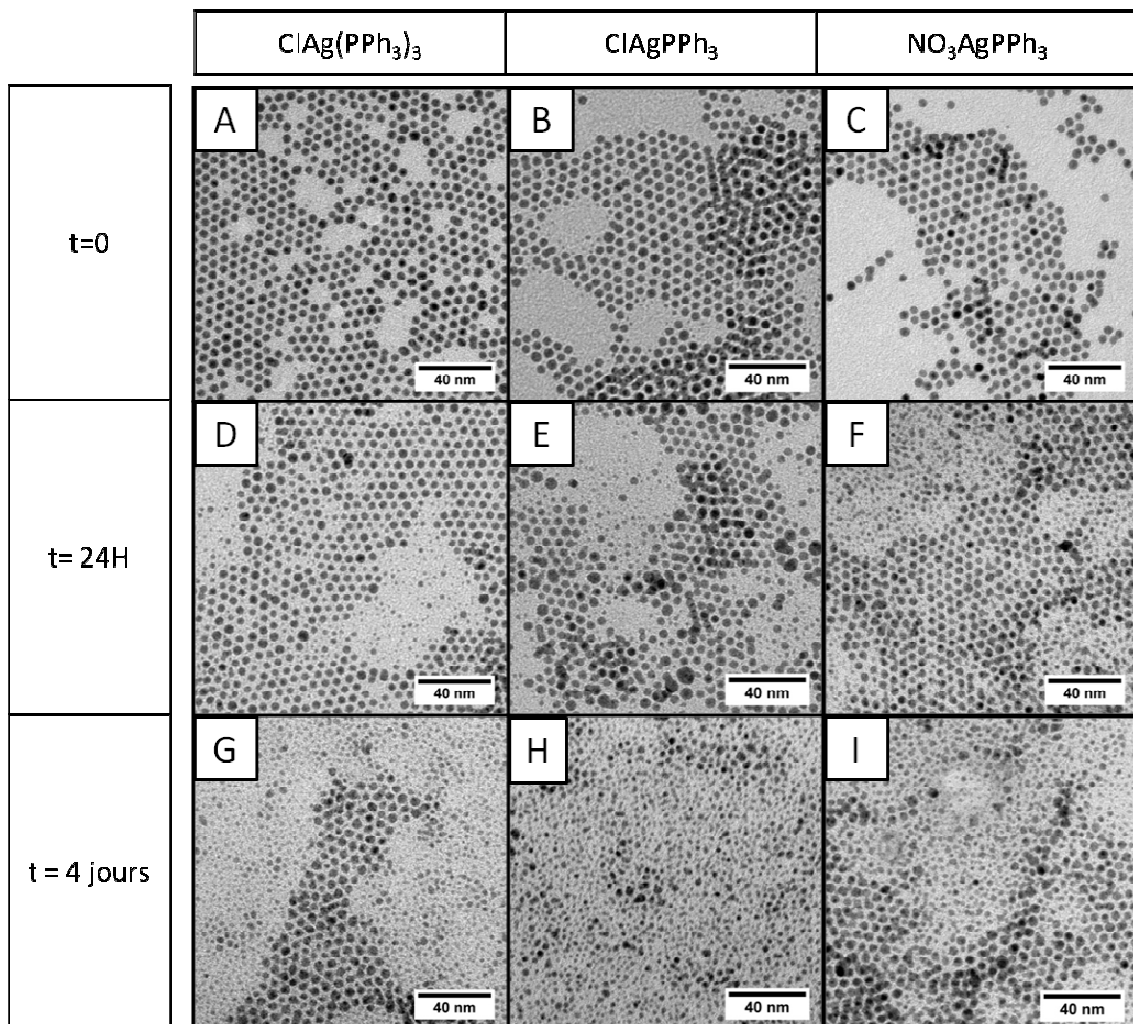 ClAg(PPh₃)₃ ClAgPPh₃ NO₃AgPPh₃
t=0
A B C
40 nm 40 nm 40 nm
t= 24H
D E F
40 nm 40 nm 40 nm
t = 4 jours
G H I
40 nm 40 nm 40 nm